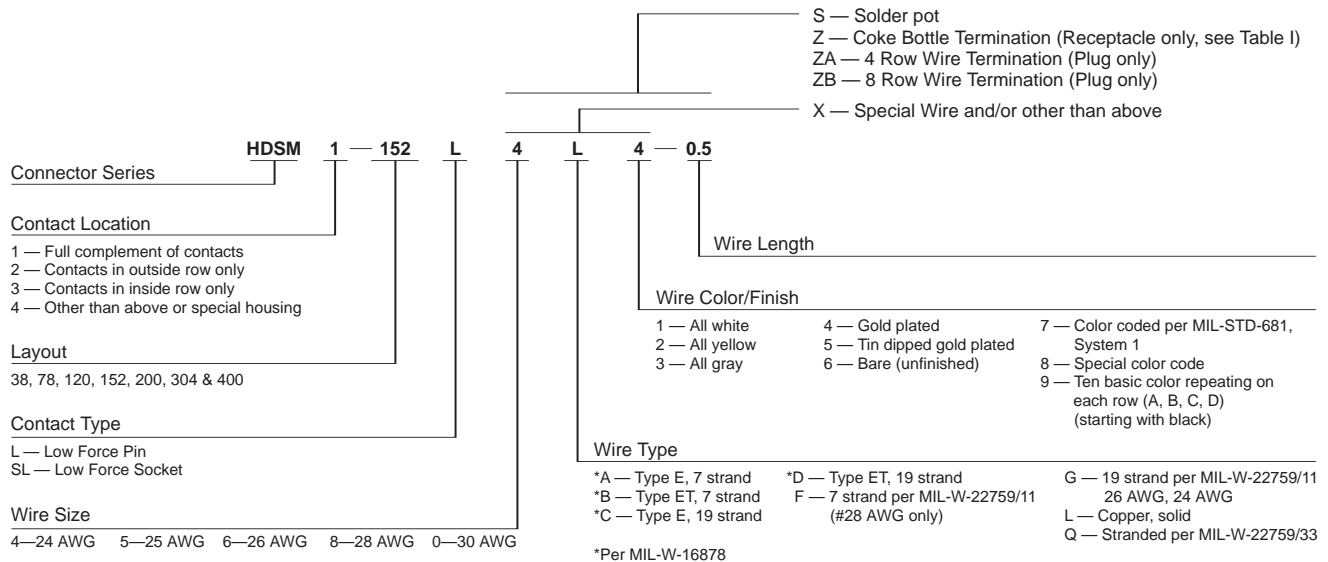 S — Solder pot
Z — Coke Bottle Termination (Receptacle only, see Table I)
ZA — 4 Row Wire Termination (Plug only)
ZB — 8 Row Wire Termination (Plug only)
X — Special Wire and/or other than above
HDSM 1 — 152 L 4 L 4 — 0.5
Connector Series
Contact Location
1 — Full complement of contacts
2 — Contacts in outside row only
3 — Contacts in inside row only
4 — Other than above or special housing
Layout
38, 78, 120, 152, 200, 304 & 400
Contact Type
L — Low Force Pin
SL — Low Force Socket
Wire Size
4—24 AWG 5—25 AWG 6—26 AWG 8—28 AWG 0—30 AWG
Wire Length
Wire Color/Finish
1 — All white
2 — All yellow
3 — All gray
4 — Gold plated
5 — Tin dipped gold plated
6 — Bare (unfinished)
7 — Color coded per MIL-STD-681,
System 1
8 — Special color code
9 — Ten basic color repeating on
each row (A, B, C, D)
(starting with black)
Wire Type
*A — Type E, 7 strand
*B — Type ET, 7 strand
*C — Type E, 19 strand
*D — Type ET, 19 strand
F — 7 strand per MIL-W-22759/11
(#28 AWG only)
G — 19 strand per MIL-W-22759/11
26 AWG, 24 AWG
L — Copper, solid
Q — Stranded per MIL-W-22759/33
*Per MIL-W-16878